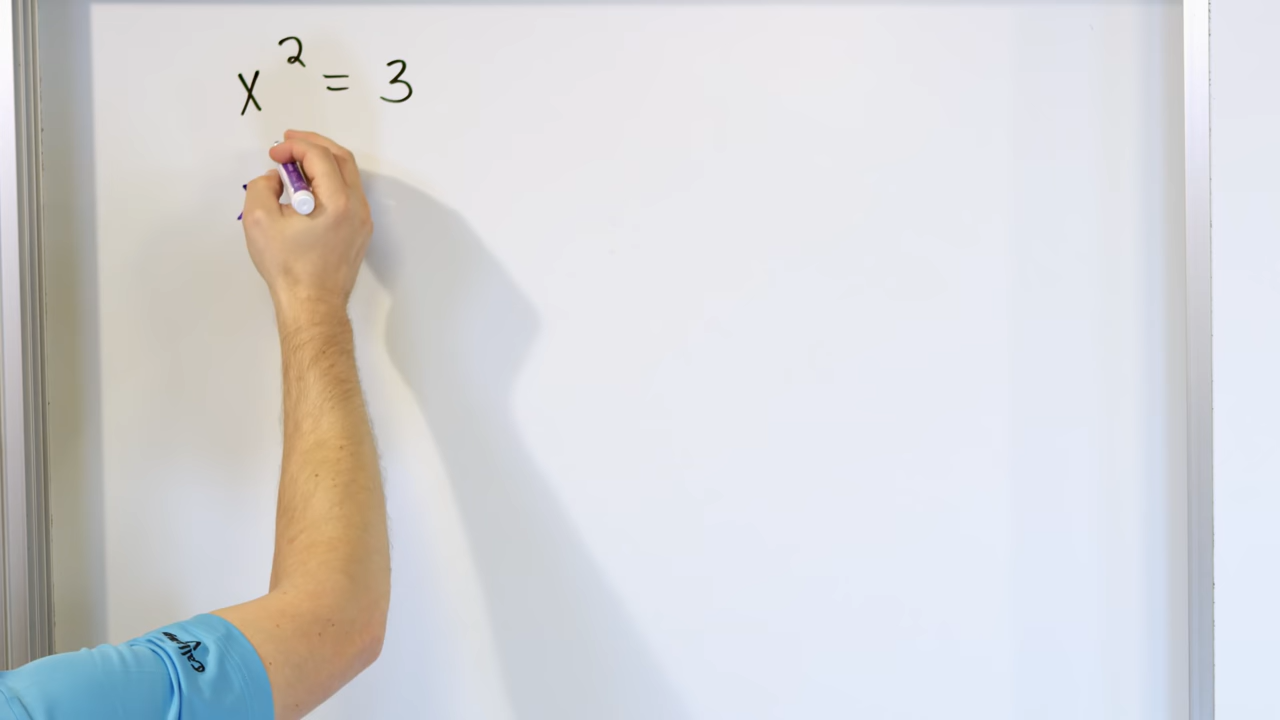 x² = 3